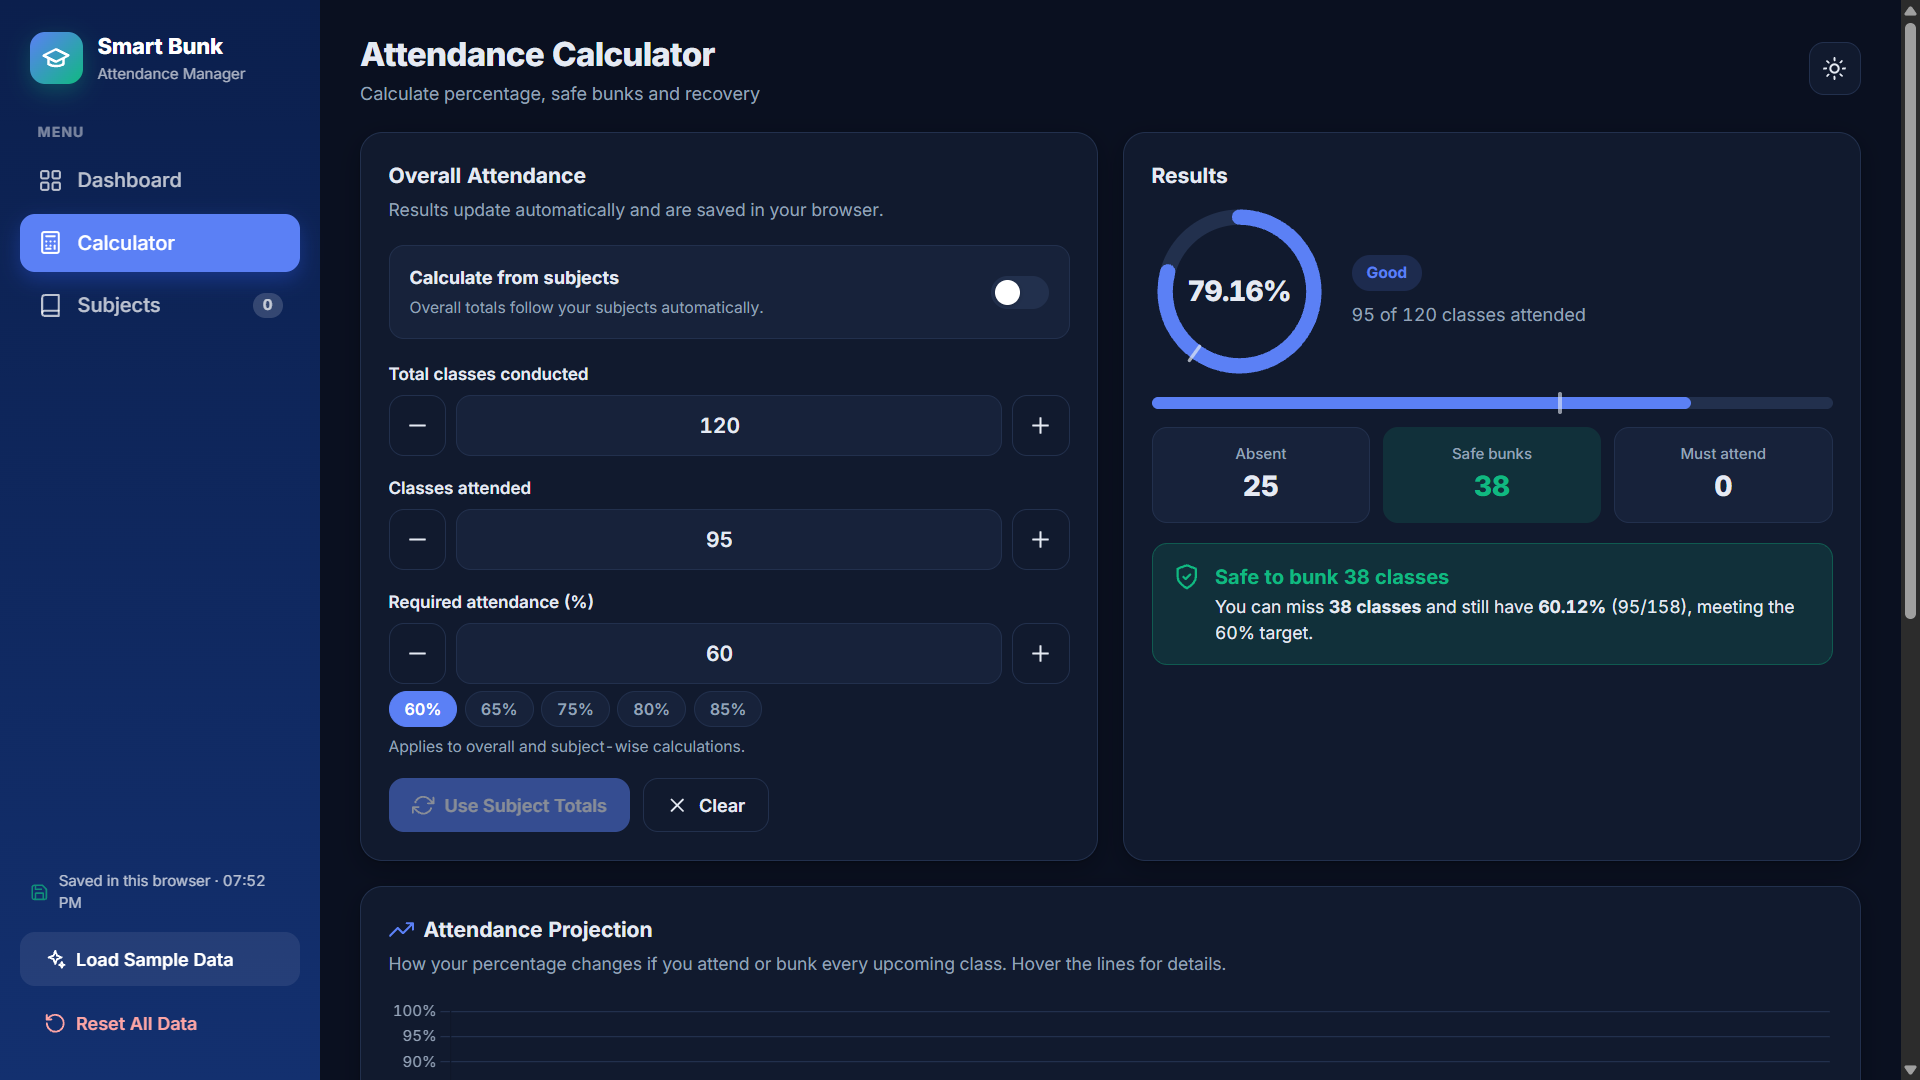 Smart Bunk
Attendance Manager
MENU
Dashboard
Calculator
Subjects
0
Saved in this browser · 07:52
PM
Load Sample Data
Reset All Data
Attendance Calculator
Calculate percentage, safe bunks and recovery
Overall Attendance
Results update automatically and are saved in your browser.
Calculate from subjects
Overall totals follow your subjects automatically.
Total classes conducted
120
Classes attended
95
Required attendance (%)
60
60% 65% 75% 80% 85%
Applies to overall and subject-wise calculations.
Use Subject Totals
Clear
Results
79.16%
Good
95 of 120 classes attended
Absent
25
Safe bunks
38
Must attend
0
Safe to bunk 38 classes
You can miss 38 classes and still have 60.12% (95/158), meeting the
60% target.
Attendance Projection
How your percentage changes if you attend or bunk every upcoming class. Hover the lines for details.
100%
95%
90%